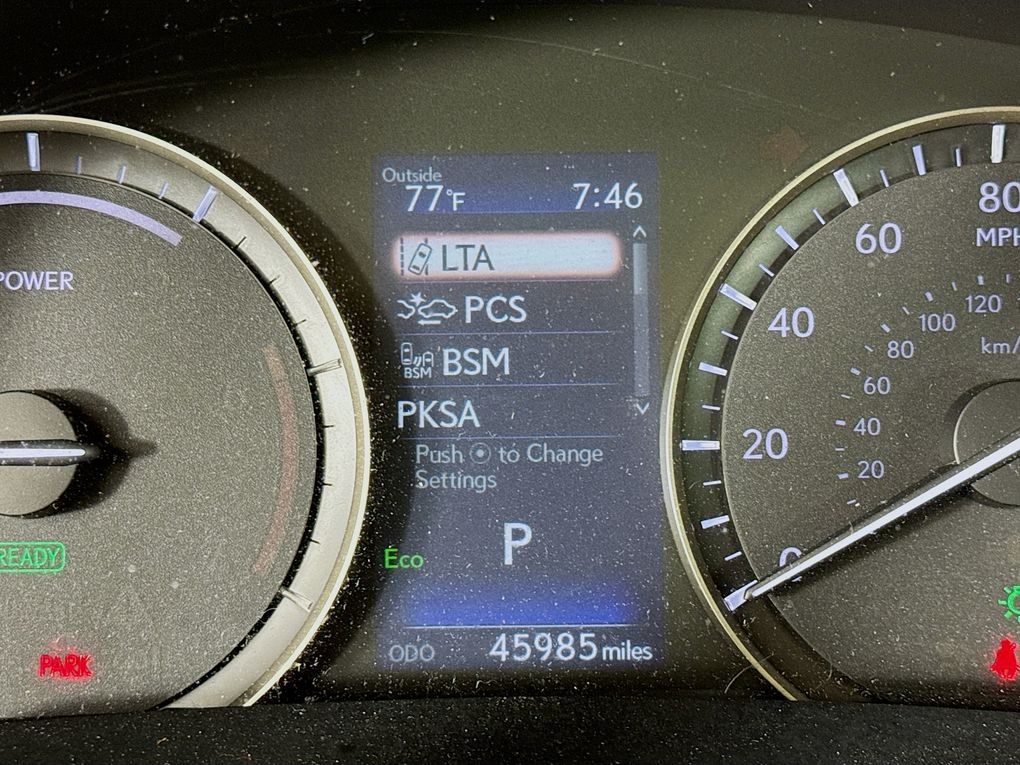 Outside
77°F 7:46
LTA
PCS
BSM BSM
PKSA
Push to Change
Settings
P
Eco
ODO 45985 miles
POWER
READY
PARK
0
20
40
60
80
MPH
20
40
60
80
100
120
km/